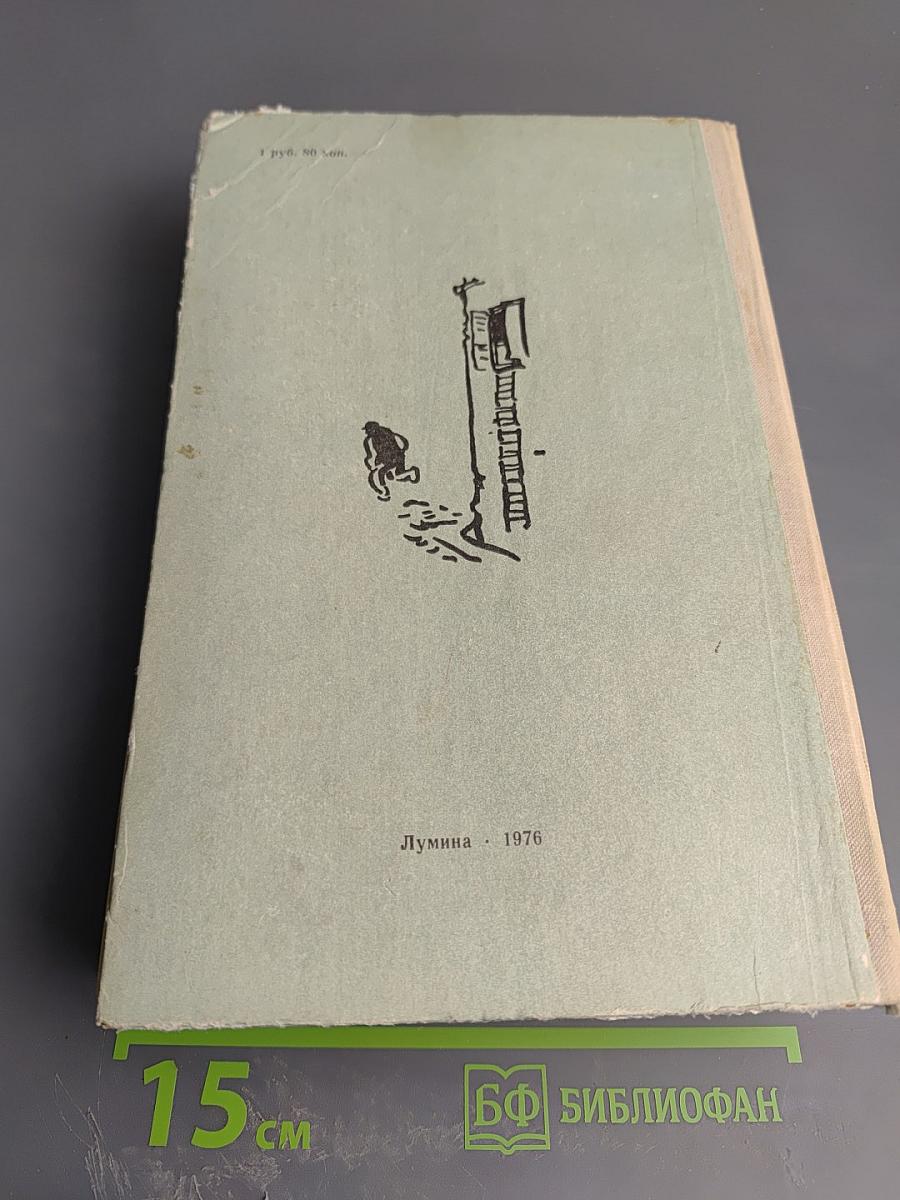 1 руб. 80 коп.
Лумина · 1976
15 см
БФ БИБЛИОФАН